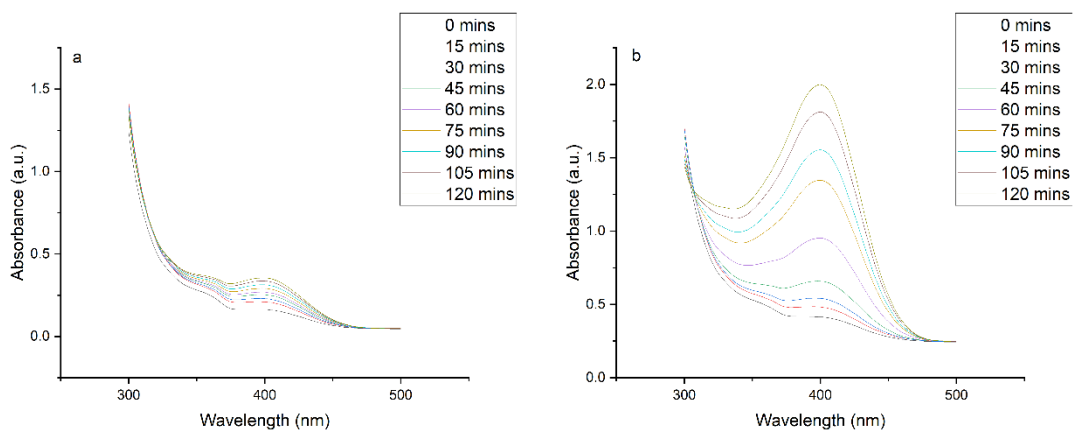 a
0 mins
15 mins
30 mins
45 mins
60 mins
75 mins
90 mins
105 mins
120 mins
1.5
1.0
0.5
0.0
Absorbance (a.u.)
300
400
500
Wavelength (nm)
b
0 mins
15 mins
30 mins
45 mins
60 mins
75 mins
90 mins
105 mins
120 mins
2.0
1.5
1.0
0.5
0.0
Absorbance (a.u.)
300
400
500
Wavelength (nm)